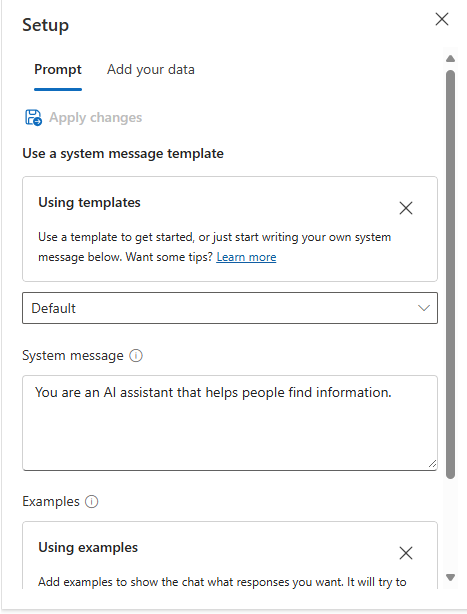 Setup
Prompt
Add your data
Apply changes
Use a system message template
Using templates
Use a template to get started, or just start writing your own system
message below. Want some tips? Learn more
Default
System message
You are an AI assistant that helps people find information.
Examples
Using examples
Add examples to show the chat what responses you want. It will try to